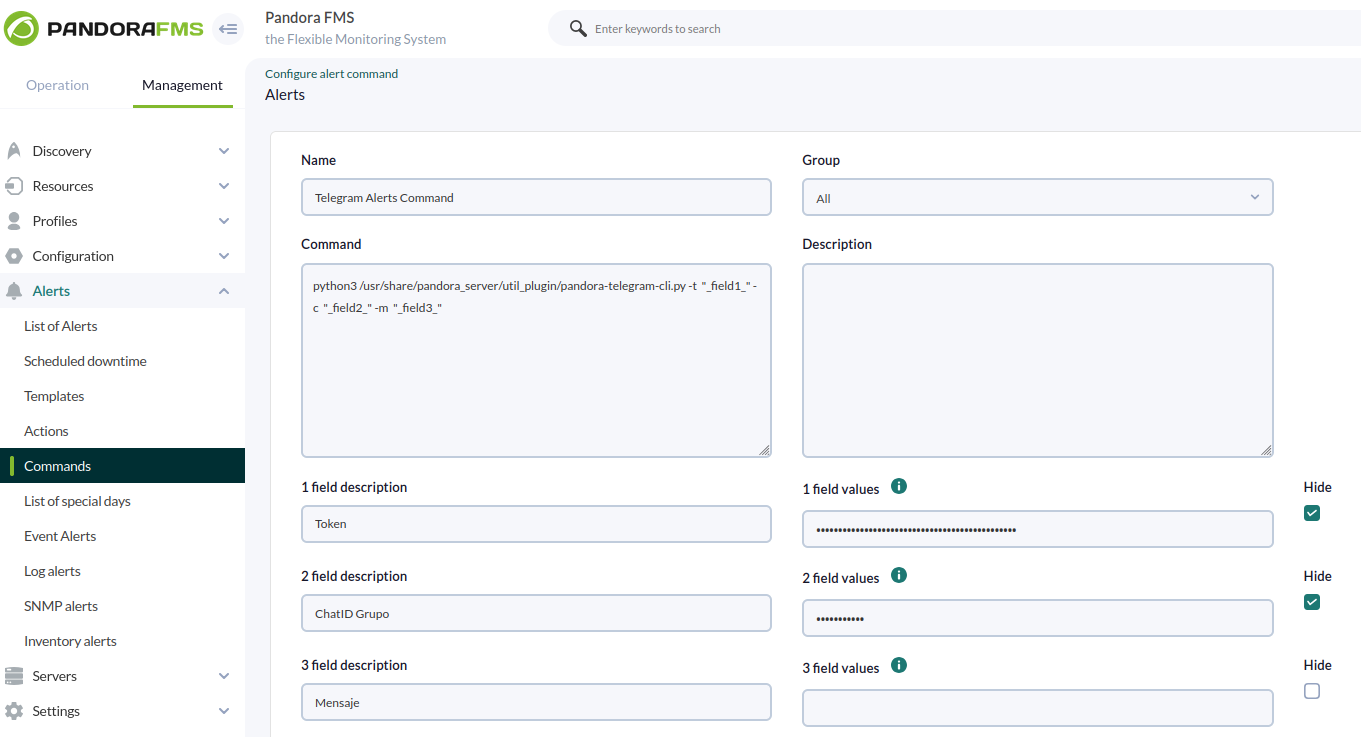 PANDORAFMS
Pandora FMS
the Flexible Monitoring System
Enter keywords to search
Operation
Management
Configure alert command
Alerts
Discovery
Resources
Profiles
Configuration
Alerts
List of Alerts
Scheduled downtime
Templates
Actions
Commands
List of special days
Event Alerts
Log alerts
SNMP alerts
Inventory alerts
Servers
Settings
Name
Telegram Alerts Command
Group
All
Command
python3 /usr/share/pandora_server/util_plugin/pandora-telegram-cli.py -t "_field1_" -
c "_field2_" -m "_field3_"
Description
1 field description
Token
1 field values
Hide
2 field description
ChatID Grupo
2 field values
Hide
3 field description
Mensaje
3 field values
Hide